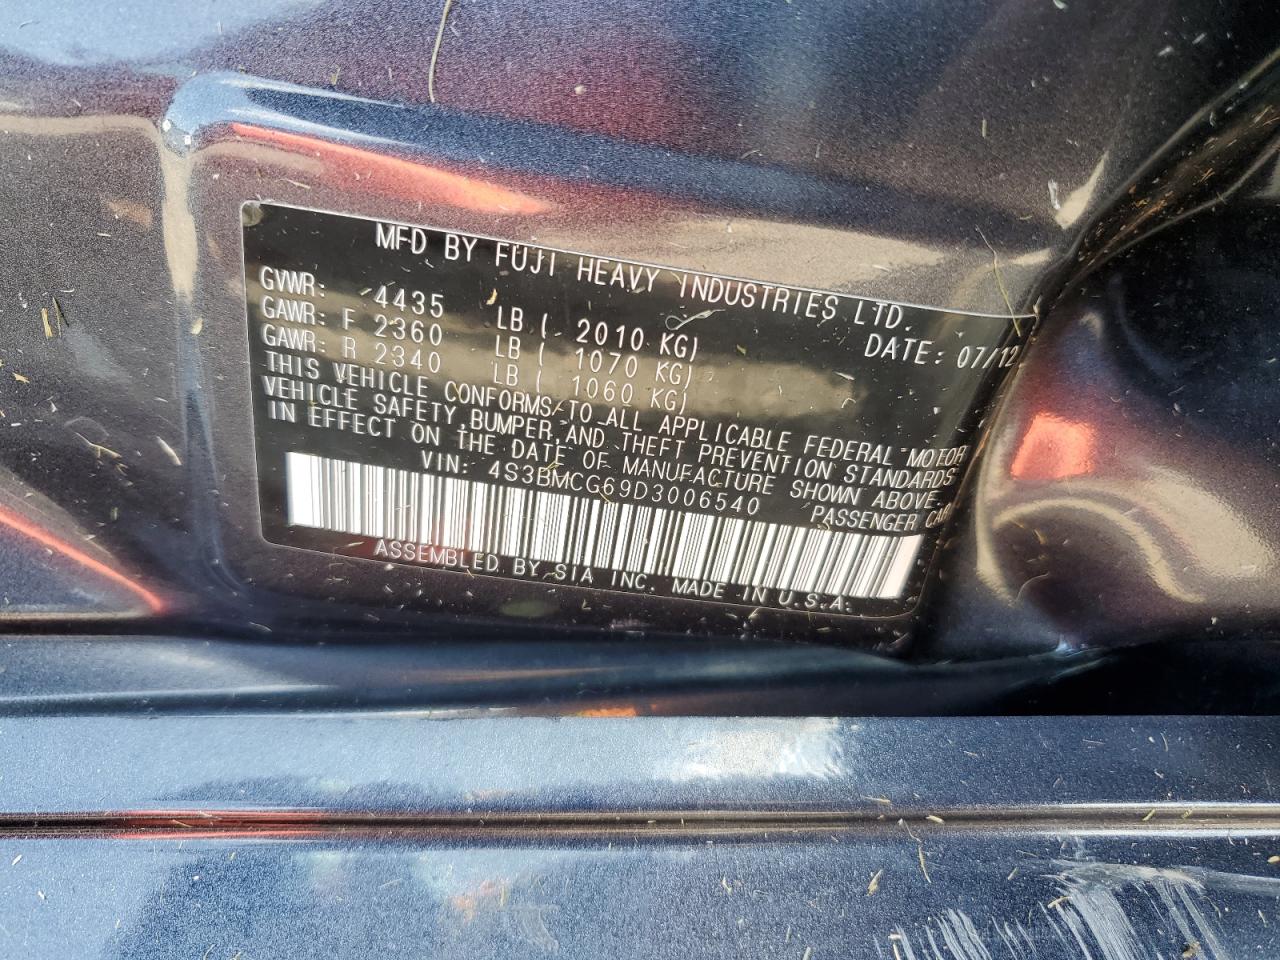 MFD BY FUJI HEAVY INDUSTRIES LTD.
GVWR: 4435 LB ( 2010 KG) DATE: 07/12
GAWR: F 2360 LB ( 1070 KG)
GAWR: R 2340 LB ( 1060 KG)
THIS VEHICLE CONFORMS TO ALL APPLICABLE FEDERAL MOTOR
VEHICLE SAFETY, BUMPER, AND THEFT PREVENTION STANDARDS
IN EFFECT ON THE DATE OF MANUFACTURE SHOWN ABOVE.
VIN: 4S3BMCG69D3006540 PASSENGER CAR
ASSEMBLED BY SIA INC. MADE IN U.S.A.